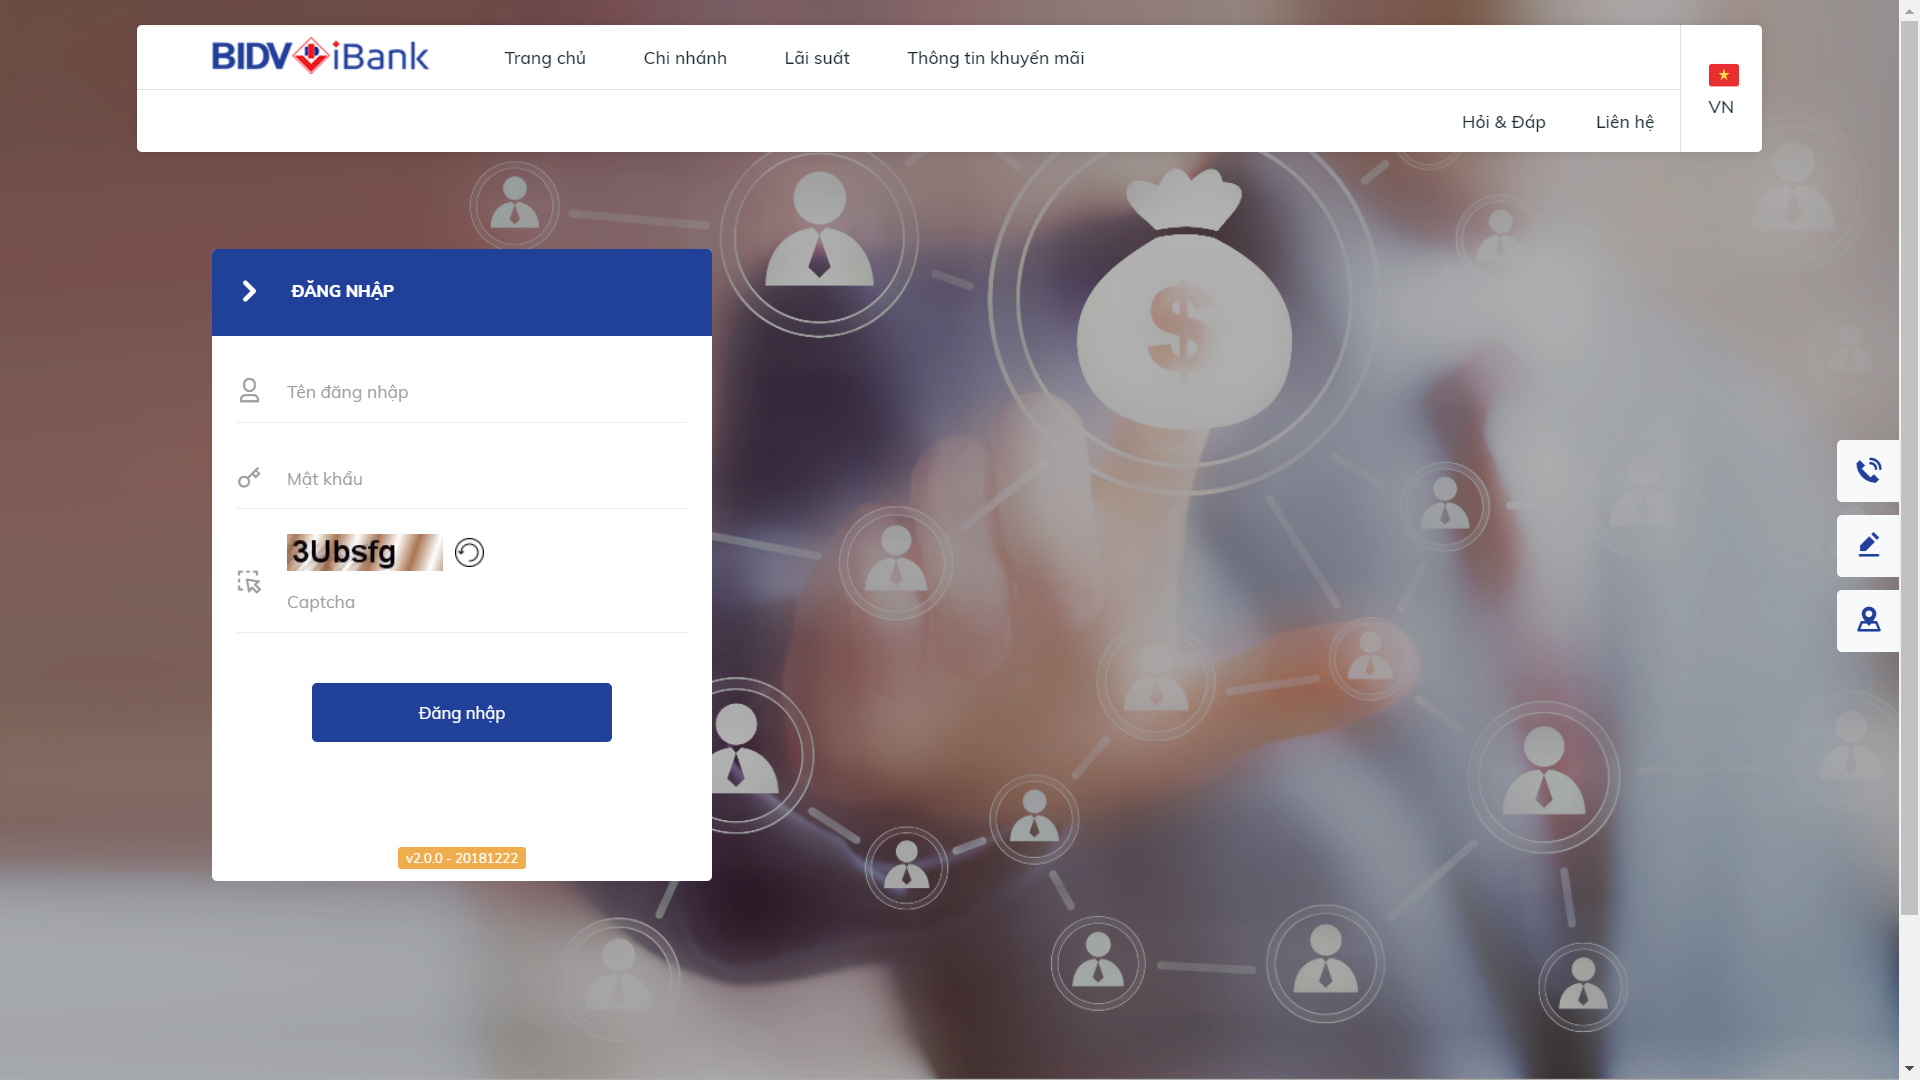 BIDV iBank
Trang chủ
Chi nhánh
Lãi suất
Thông tin khuyến mãi
VN
Hỏi & Đáp
Liên hệ
$
ĐĂNG NHẬP
Tên đăng nhập
Mật khẩu
3Ubsfg
Captcha
Đăng nhập
v2.0.0 - 20181222